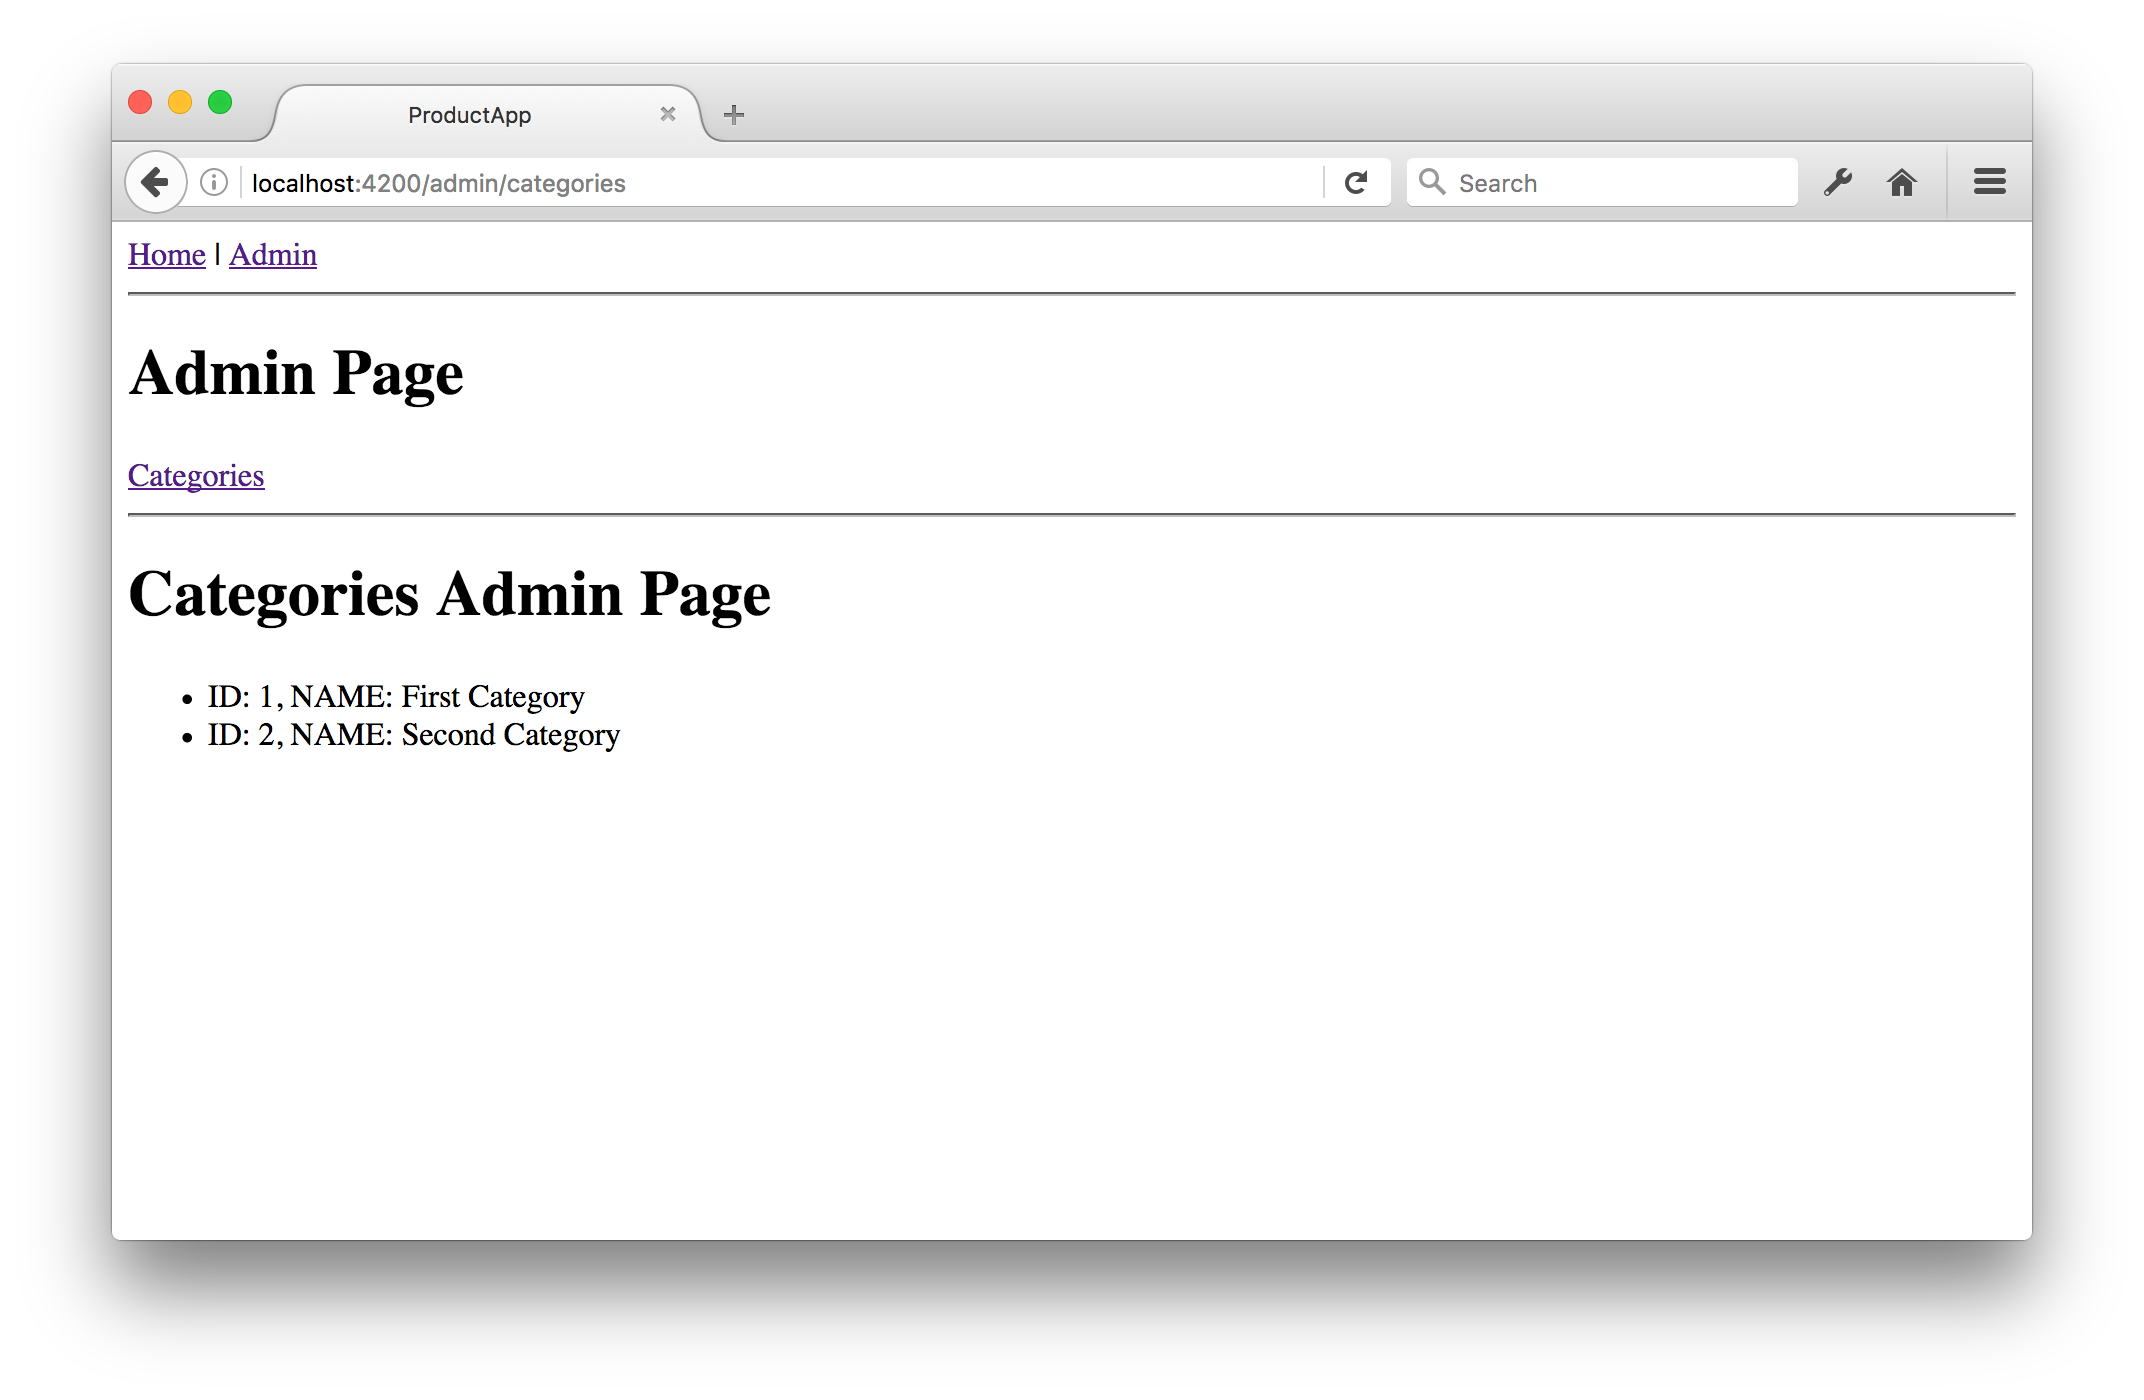 ProductApp
localhost:4200/admin/categories
Search
Home | Admin
Admin Page
Categories
Categories Admin Page
ID: 1, NAME: First Category
ID: 2, NAME: Second Category